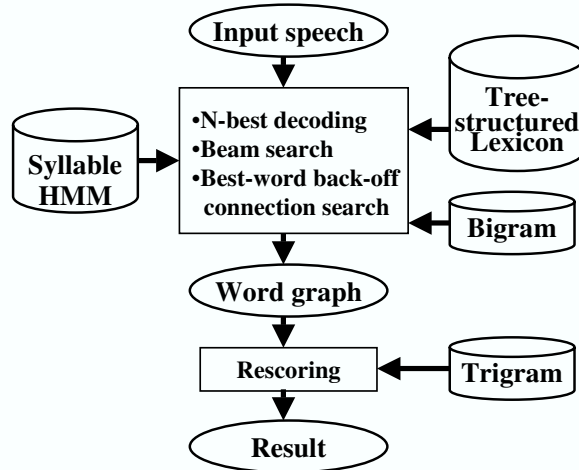 Input speech
•N-best decoding
•Beam search
•Best-word back-off
connection search
Tree-
structured
Lexicon
Syllable
HMM
Bigram
Word graph
Rescoring
Trigram
Result